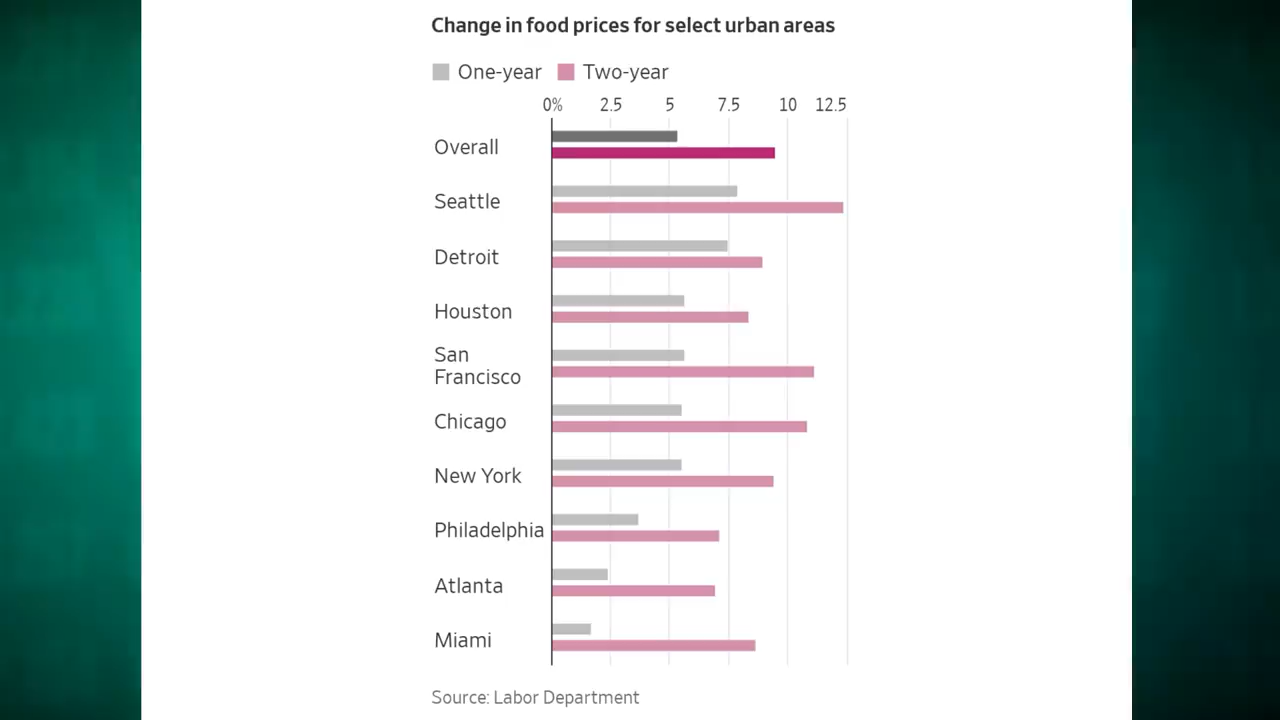 Change in food prices for select urban areas
One-year Two-year
0% 2.5 5 7.5 10 12.5
Overall
Seattle
Detroit
Houston
San
Francisco
Chicago
New York
Philadelphia
Atlanta
Miami
Source: Labor Department